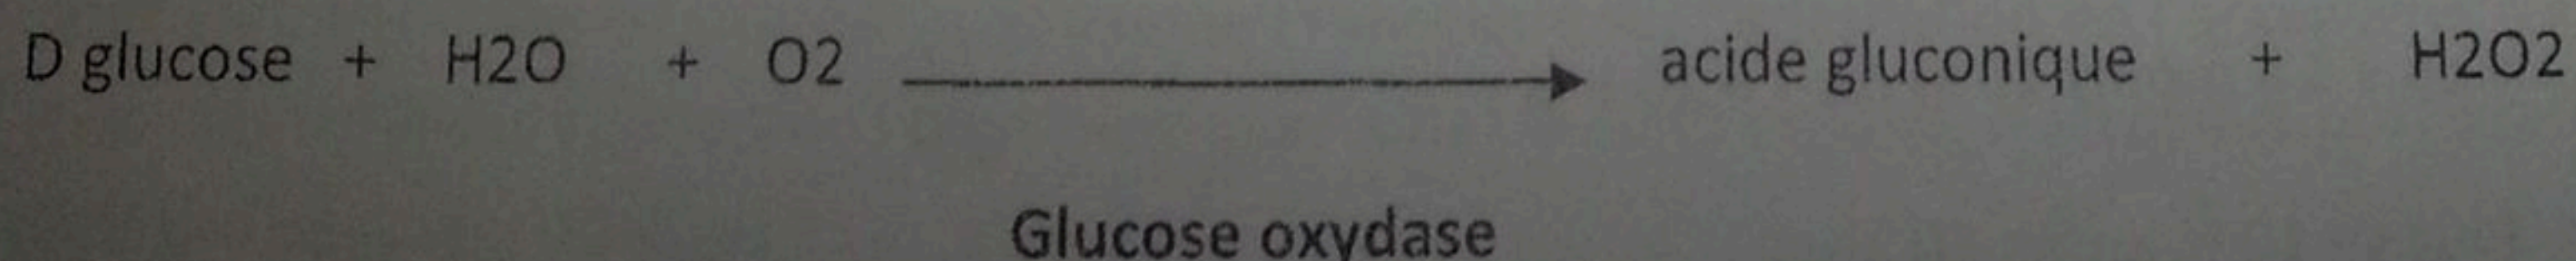 D glucose + H2O + O2 acide gluconique + H2O2
Glucose oxydase